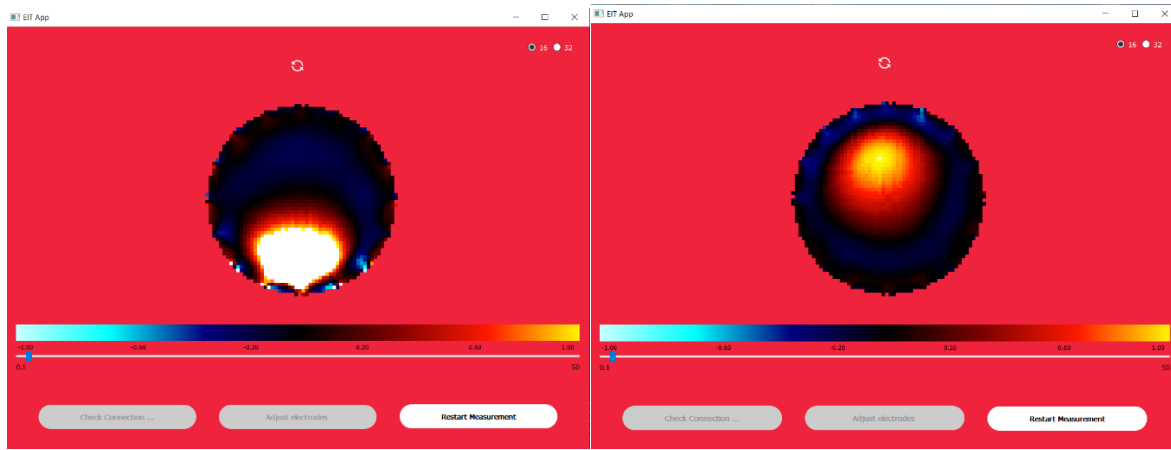 EIT App
16 32
-1.00 -0.60 -0.20 0.20 0.60 1.00
0.1 50
Check Connection ... Adjust electrodes Restart Measurement
EIT App
16 32
-1.00 -0.60 -0.20 0.20 0.60 1.00
0.1 50
Check Connection ... Adjust electrodes Restart Measurement